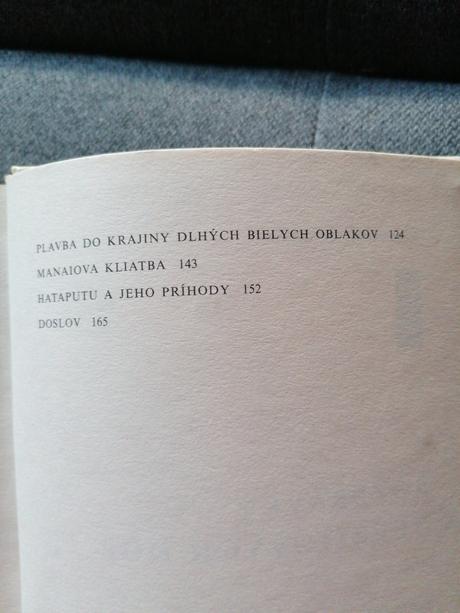 PLAVBA DO KRAJINY DLHÝCH BIELYCH OBLAKOV 124
MANAIOVA KLIATBA 143
HATAPUTU A JEHO PRÍHODY 152
DOSLOV 165